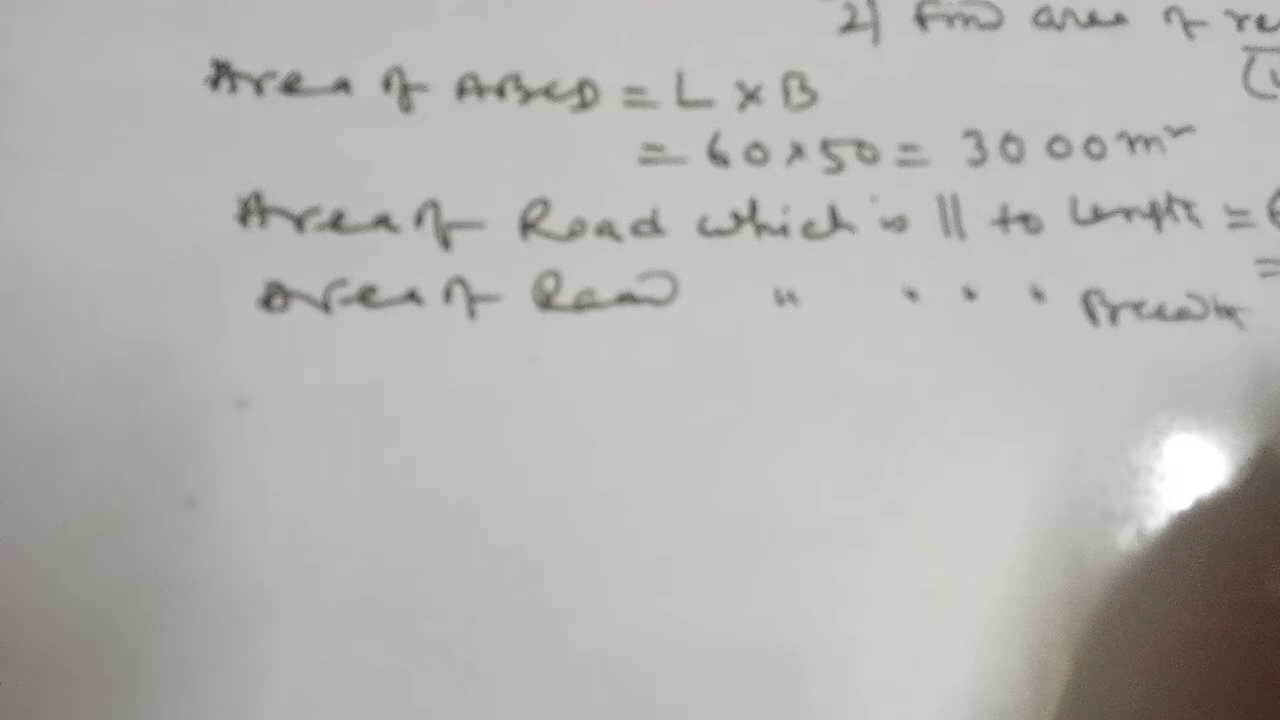 2) Find area of re
Area of ABCD = L × B
= 60 × 50 = 3000 m²
Area of Road which is || to length =
=
Area of Road " " " " Breadth